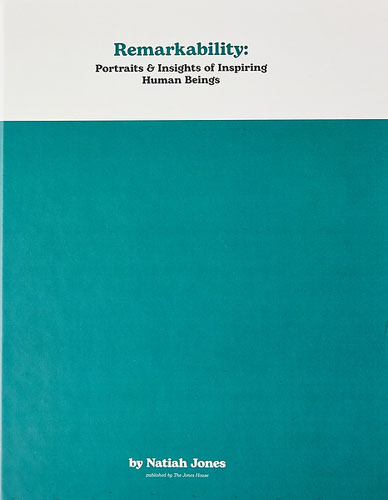 Remarkability:
Portraits & Insights of Inspiring
Human Beings
by Natiah Jones
published by The Jones House